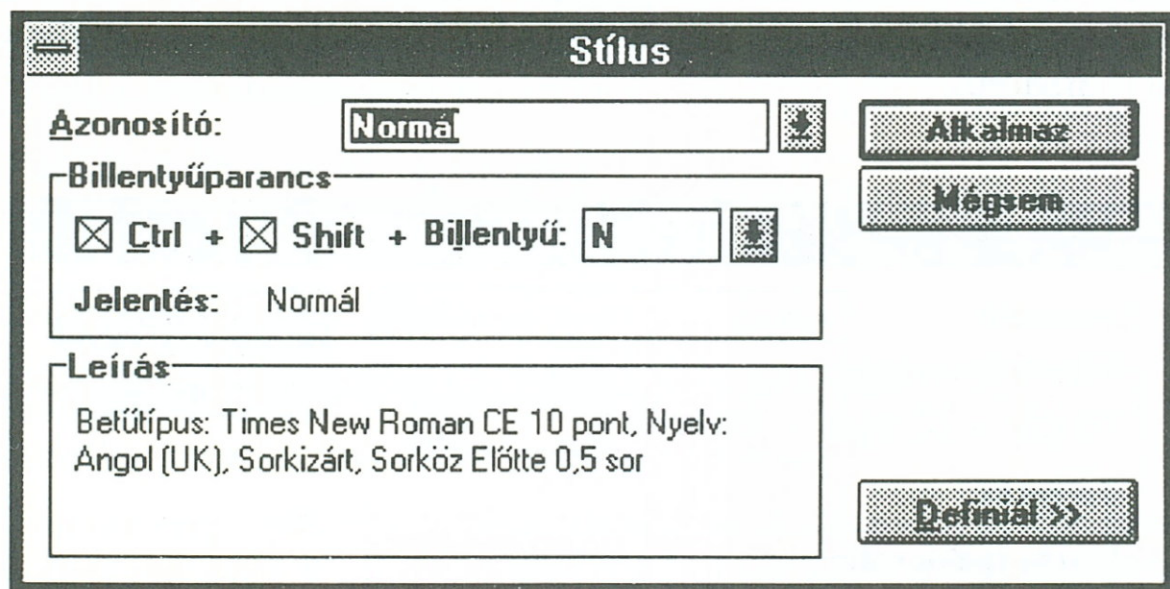 Stílus
Azonosító: Normál
Alkalmaz
Mégsem
Billentyűparancs
Ctrl + Shift + Billentyű: N
Jelentés: Normál
Leírás
Betűtípus: Times New Roman CE 10 pont, Nyelv:
Angol (UK), Sorkizárt, Sorköz Előtte 0,5 sor
Definiál >>